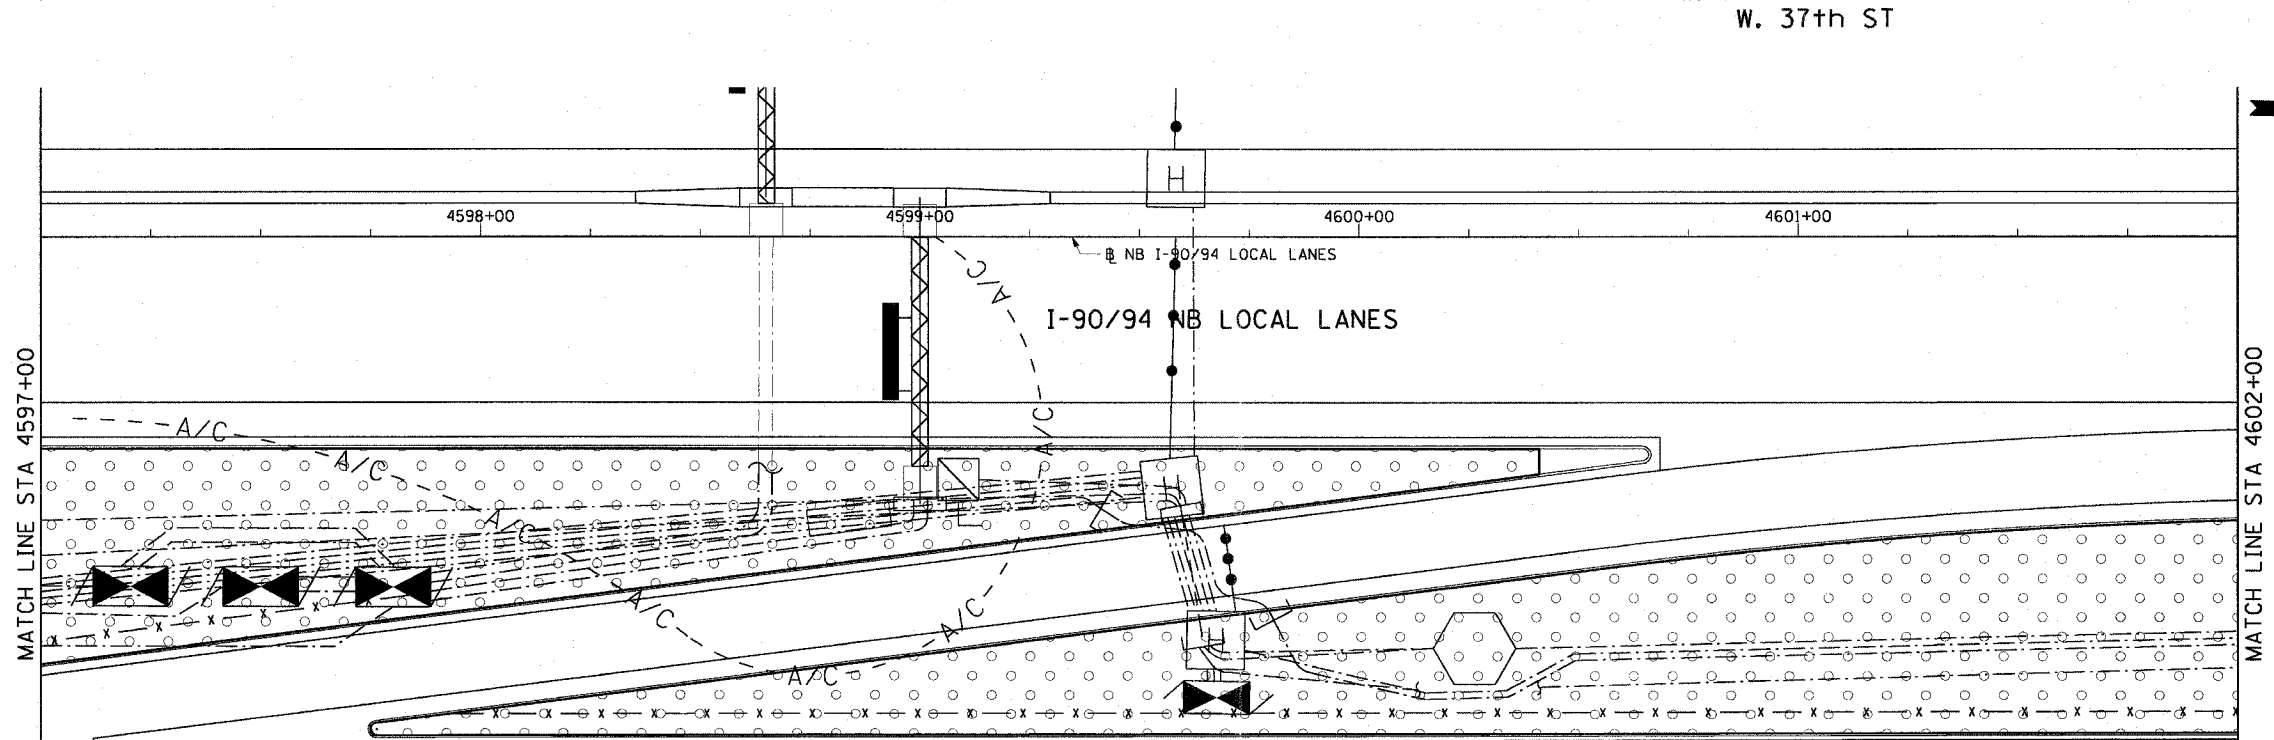 W. 37th ST
H
4598+00
4599+00
4600+00
4601+00
℄ NB I-90/94 LOCAL LANES
A/C
I-90/94 NB LOCAL LANES
MATCH LINE STA 4597+00
MATCH LINE STA 4602+00
A/C
A/C
A/C
A/C
A/C
A/C
A/C